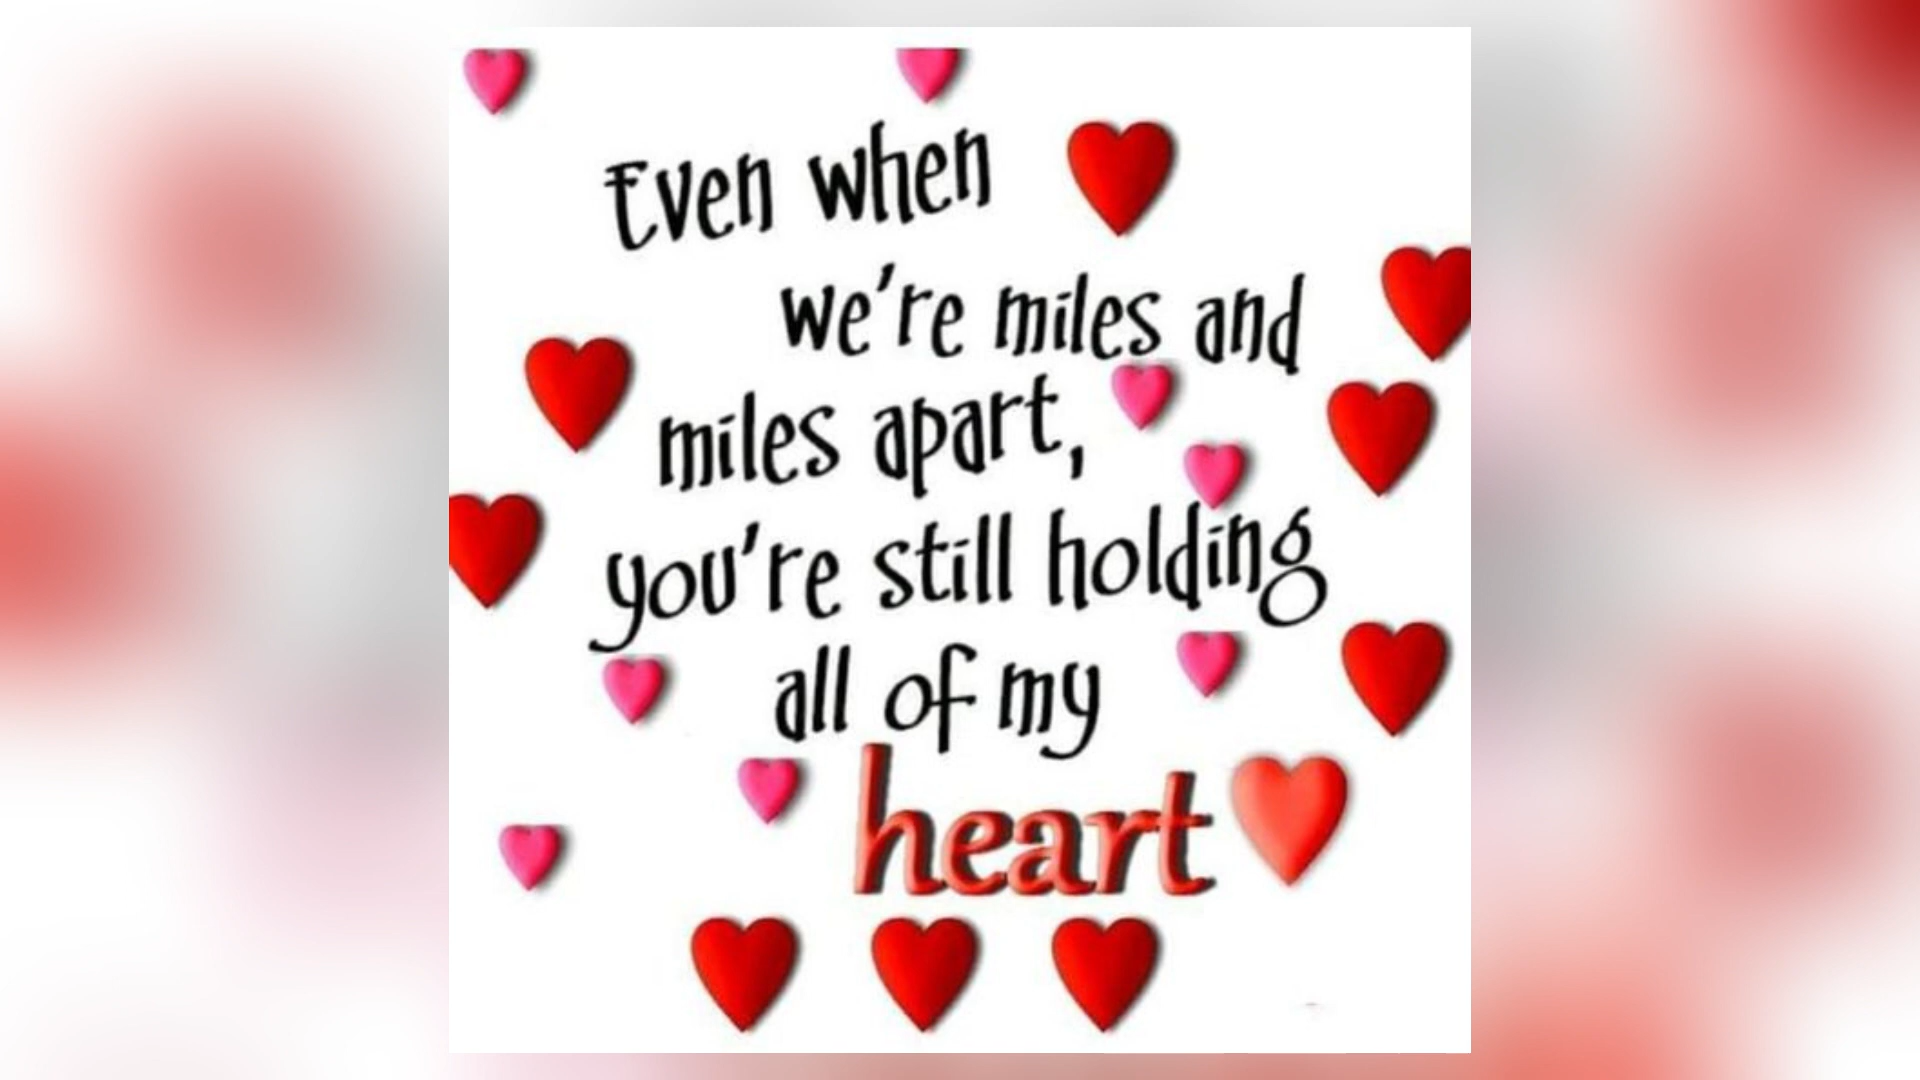 Even when
we're miles and
miles apart,
you're still holding
all of my
heart